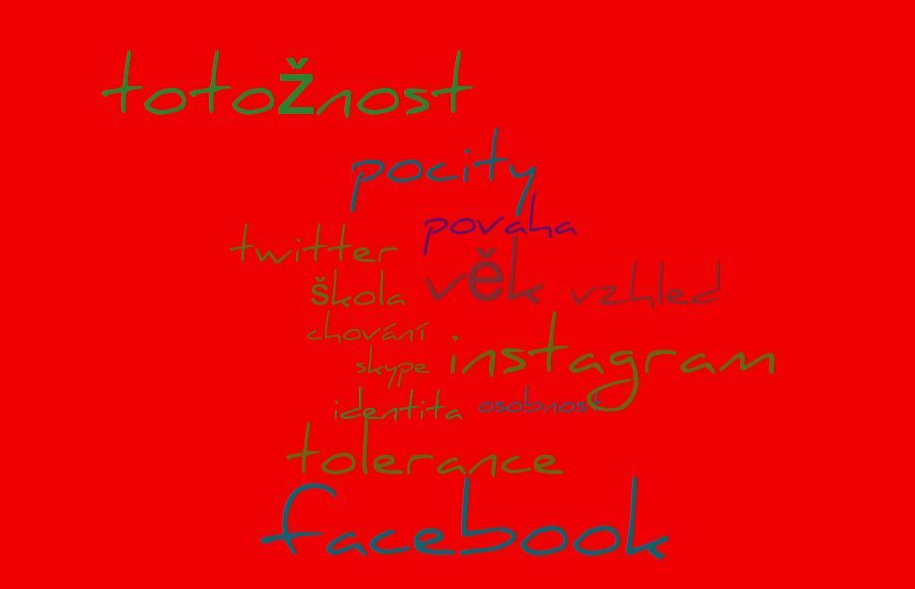 totožnost
pocity
povaha
twitter
věk
vzhled
škola
chování
instagram
skype
identita
osobnost
tolerance
facebook